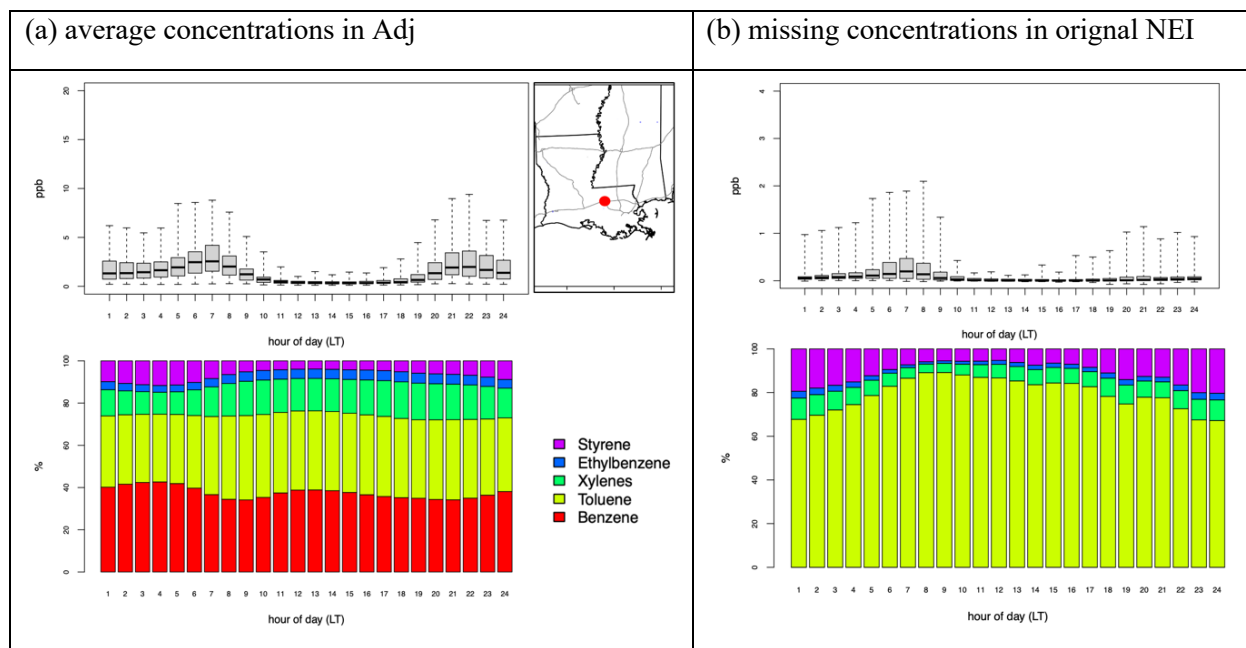 (a) average concentrations in Adj
(b) missing concentrations in orignal NEI
20
15
10
5
0
ppb
1 2 3 4 5 6 7 8 9 10 11 12 13 14 15 16 17 18 19 20 21 22 23 24
hour of day (LT)
4
3
2
1
0
ppb
1 2 3 4 5 6 7 8 9 10 11 12 13 14 15 16 17 18 19 20 21 22 23 24
hour of day (LT)
100
80
60
40
20
0
%
1 2 3 4 5 6 7 8 9 10 11 12 13 14 15 16 17 18 19 20 21 22 23 24
hour of day (LT)
Styrene
Ethylbenzene
Xylenes
Toluene
Benzene
100
80
60
40
20
0
%
1 2 3 4 5 6 7 8 9 10 11 12 13 14 15 16 17 18 19 20 21 22 23 24
hour of day (LT)